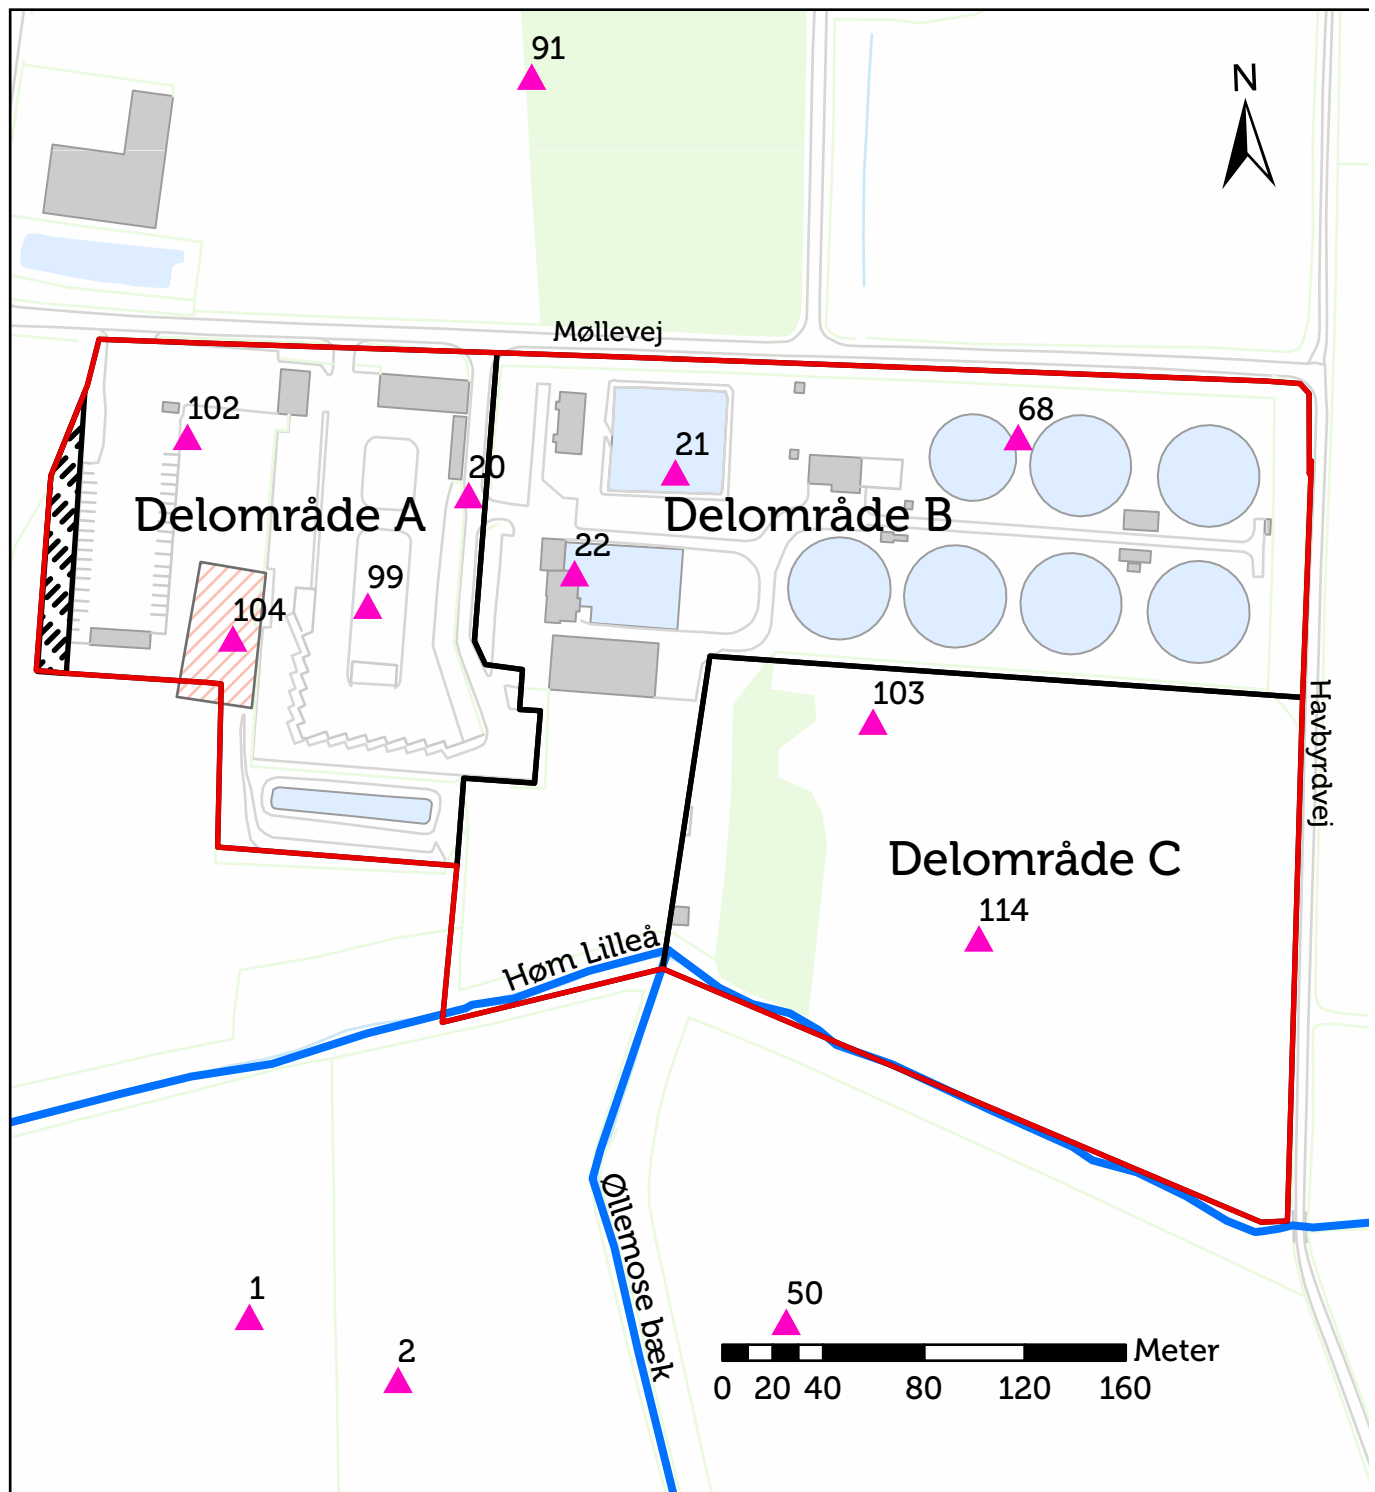 91
N
Møllevej
102
68
21
20
Delområde A
Delområde B
22
99
104
103
Havbyrdvej
Delområde C
114
Høm Lilleå
Øllemose bæk
1
50
2
Meter
0 20 40 80 120 160